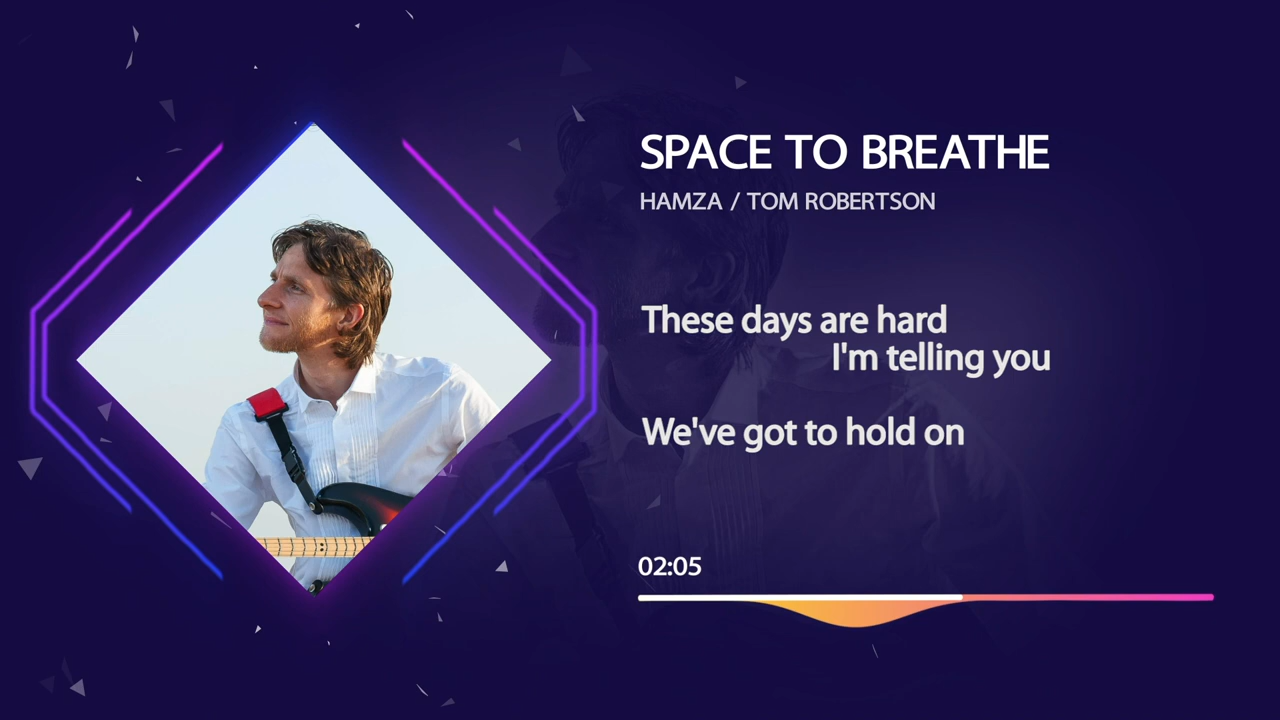 SPACE TO BREATHE
HAMZA / TOM ROBERTSON
These days are hard
I'm telling you
We've got to hold on
02:05